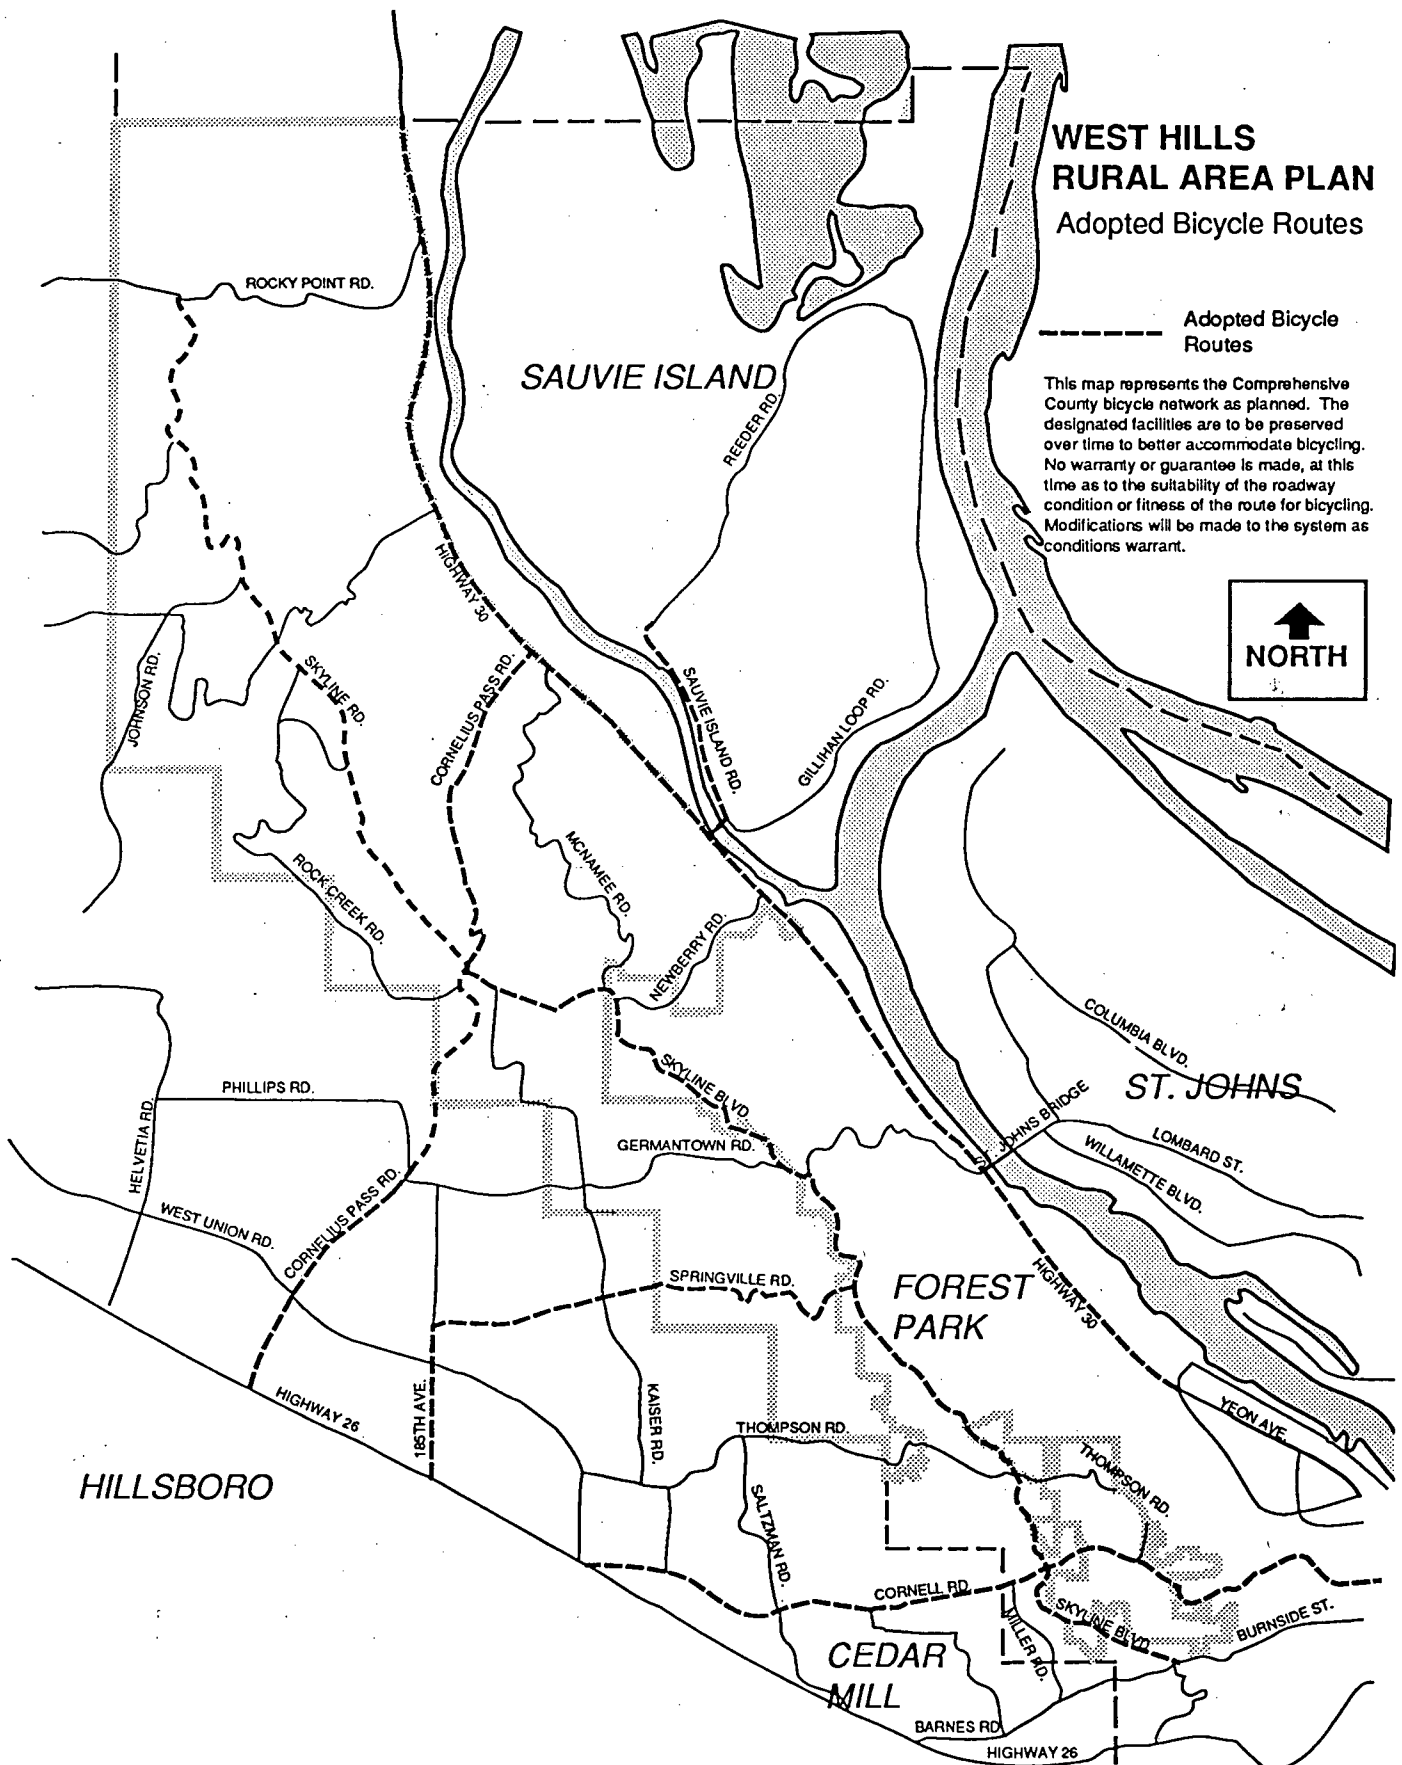 WEST HILLS
RURAL AREA PLAN
Adopted Bicycle Routes
Adopted Bicycle
Routes
This map represents the Comprehensive
County bicycle network as planned. The
designated facilities are to be preserved
over time to better accommodate bicycling.
No warranty or guarantee is made, at this
time as to the suitability of the roadway
condition or fitness of the route for bicycling.
Modifications will be made to the system as
conditions warrant.
NORTH
ROCKY POINT RD.
SAUVIE ISLAND
REEDER RD.
HIGHWAY 30
SKYLINE RD.
JOHNSON RD.
CORNELIUS PASS RD.
SAUVIE ISLAND RD.
GILLIHAN LOOP RD.
MCNAMEE RD.
ROCK CREEK RD.
NEWBERRY RD.
COLUMBIA BLVD.
SKYLINE BLVD.
ST. JOHNS
PHILLIPS RD.
HELVETIA RD.
GERMANTOWN RD.
ST. JOHNS BRIDGE
LOMBARD ST.
WILLAMETTE BLVD.
WEST UNION RD.
CORNELIUS PASS RD.
SPRINGVILLE RD.
FOREST
PARK
HIGHWAY 30
HIGHWAY 26
185TH AVE.
KAISER RD.
YEON AVE.
THOMPSON RD.
THOMPSON RD.
HILLSBORO
SALTZMAN RD.
CORNELL RD
MILLER RD.
SKYLINE BLVD
BURNSIDE ST.
CEDAR
MILL
BARNES RD
HIGHWAY 26